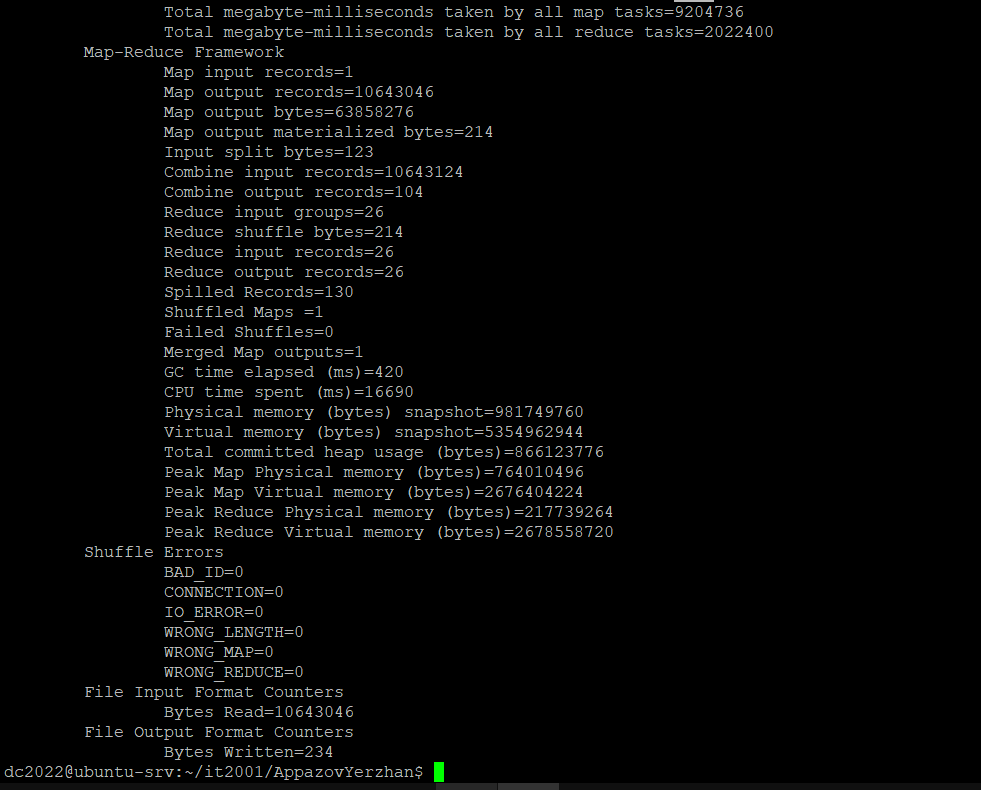 Total megabyte-milliseconds taken by all map tasks=9204736
Total megabyte-milliseconds taken by all reduce tasks=2022400
Map-Reduce Framework
Map input records=1
Map output records=10643046
Map output bytes=63858276
Map output materialized bytes=214
Input split bytes=123
Combine input records=10643124
Combine output records=104
Reduce input groups=26
Reduce shuffle bytes=214
Reduce input records=26
Reduce output records=26
Spilled Records=130
Shuffled Maps =1
Failed Shuffles=0
Merged Map outputs=1
GC time elapsed (ms)=420
CPU time spent (ms)=16690
Physical memory (bytes) snapshot=981749760
Virtual memory (bytes) snapshot=5354962944
Total committed heap usage (bytes)=866123776
Peak Map Physical memory (bytes)=764010496
Peak Map Virtual memory (bytes)=2676404224
Peak Reduce Physical memory (bytes)=217739264
Peak Reduce Virtual memory (bytes)=2678558720
Shuffle Errors
BAD_ID=0
CONNECTION=0
IO_ERROR=0
WRONG_LENGTH=0
WRONG_MAP=0
WRONG_REDUCE=0
File Input Format Counters
Bytes Read=10643046
File Output Format Counters
Bytes Written=234
dc2022@ubuntu-srv:~/it2001/AppazovYerzhan$